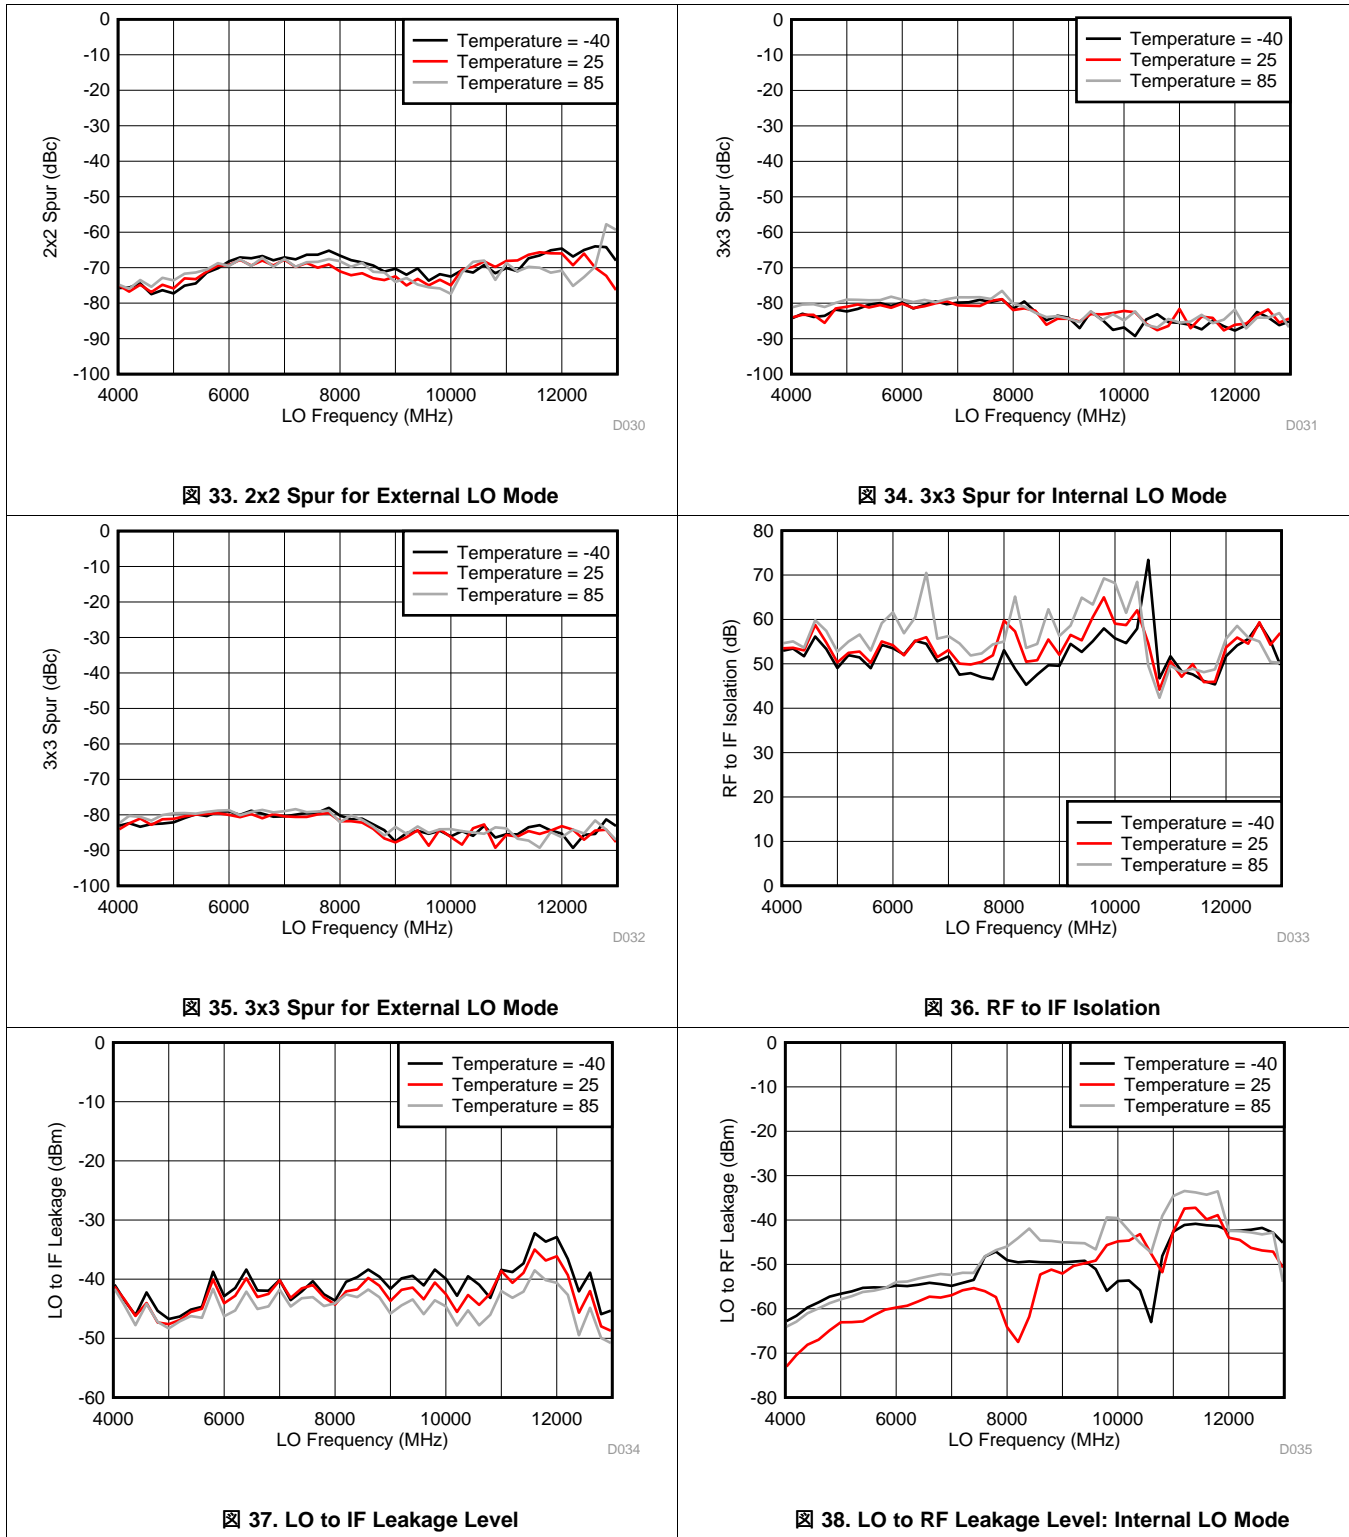 0
-10
-20
-30
-40
-50
-60
-70
-80
-90
-100
2x2 Spur (dBc)
Temperature = -40
Temperature = 25
Temperature = 85
4000 6000 8000 10000 12000
LO Frequency (MHz)
D030
図 33. 2x2 Spur for External LO Mode
0
-10
-20
-30
-40
-50
-60
-70
-80
-90
-100
3x3 Spur (dBc)
Temperature = -40
Temperature = 25
Temperature = 85
4000 6000 8000 10000 12000
LO Frequency (MHz)
D031
図 34. 3x3 Spur for Internal LO Mode
0
-10
-20
-30
-40
-50
-60
-70
-80
-90
-100
3x3 Spur (dBc)
Temperature = -40
Temperature = 25
Temperature = 85
4000 6000 8000 10000 12000
LO Frequency (MHz)
D032
図 35. 3x3 Spur for External LO Mode
80
70
60
50
40
30
20
10
0
RF to IF Isolation (dB)
Temperature = -40
Temperature = 25
Temperature = 85
4000 6000 8000 10000 12000
LO Frequency (MHz)
D033
図 36. RF to IF Isolation
0
-10
-20
-30
-40
-50
-60
LO to IF Leakage (dBm)
Temperature = -40
Temperature = 25
Temperature = 85
4000 6000 8000 10000 12000
LO Frequency (MHz)
D034
図 37. LO to IF Leakage Level
0
-10
-20
-30
-40
-50
-60
-70
-80
LO to RF Leakage (dBm)
Temperature = -40
Temperature = 25
Temperature = 85
4000 6000 8000 10000 12000
LO Frequency (MHz)
D035
図 38. LO to RF Leakage Level: Internal LO Mode